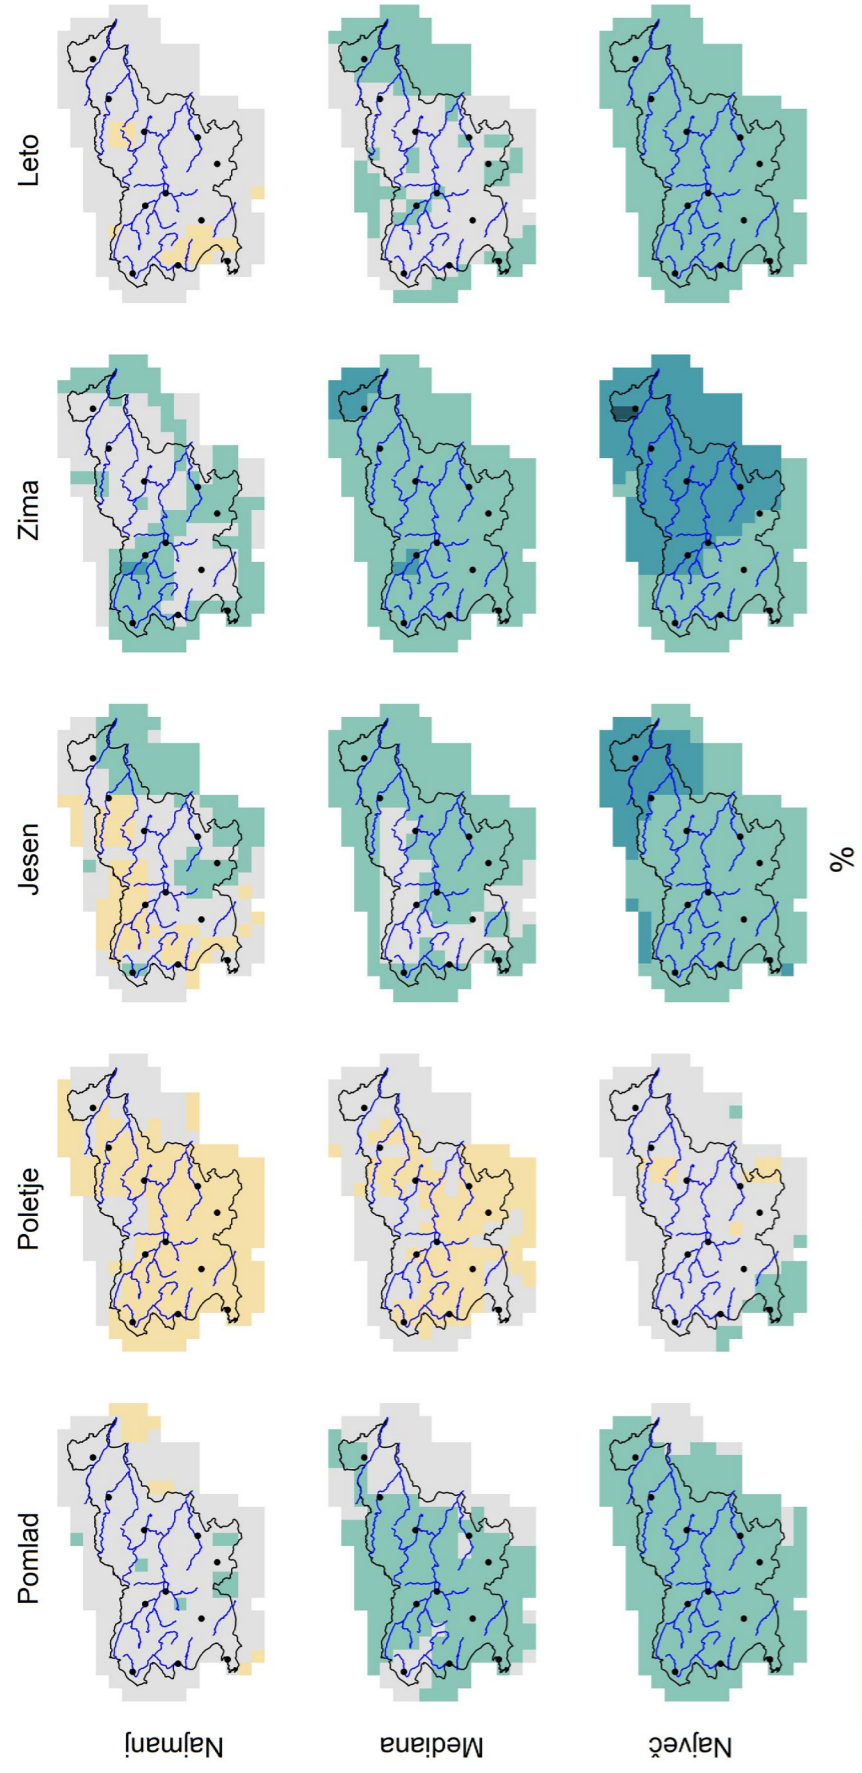 Pomlad
Poletje
Jesen
Zima
Leto
Najmanj
Mediana
Največ
%